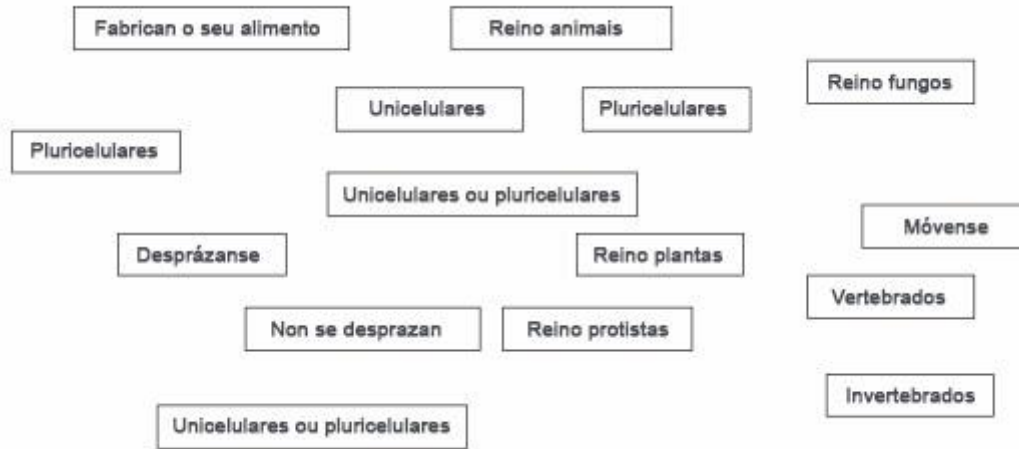 Fabrican o seu alimento
Reino animais
Reino fungos
Unicelulares
Pluricelulares
Pluricelulares
Unicelulares ou pluricelulares
Móvense
Desprázanse
Reino plantas
Vertebrados
Non se desprazan
Reino protistas
Invertebrados
Unicelulares ou pluricelulares